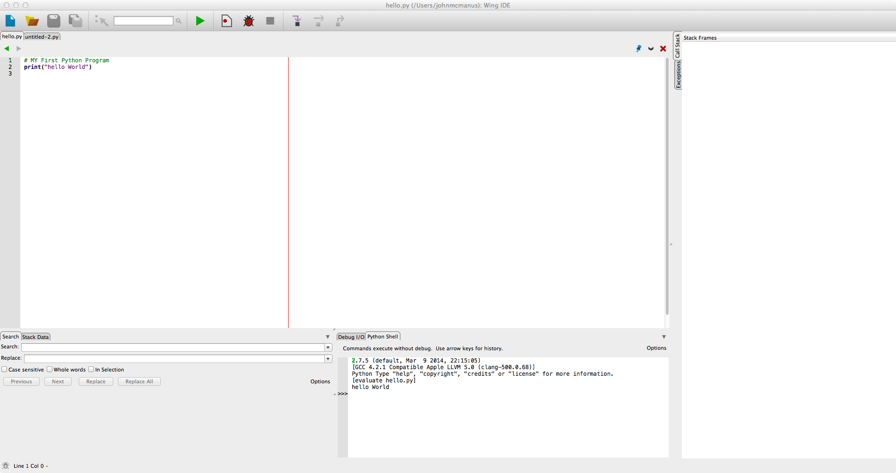 hello.py (/Users/johnmcmanus): Wing IDE
hello.py untitled-2.py
Call Stack
Exceptions
Stack Frames
1 # MY First Python Program
2 print("hello World")
3
Search Stack Data
Search:
Replace:
Case sensitive Whole words In Selection
Previous Next Replace Replace All Options
Debug I/O Python Shell
Commands execute without debug. Use arrow keys for history. Options
2.7.5 (default, Mar 9 2014, 22:15:05)
[GCC 4.2.1 Compatible Apple LLVM 5.0 (clang-500.0.68)]
Python Type "help", "copyright", "credits" or "license" for more information.
[evaluate hello.py]
hello World
>>>
Line 1 Col 0 -